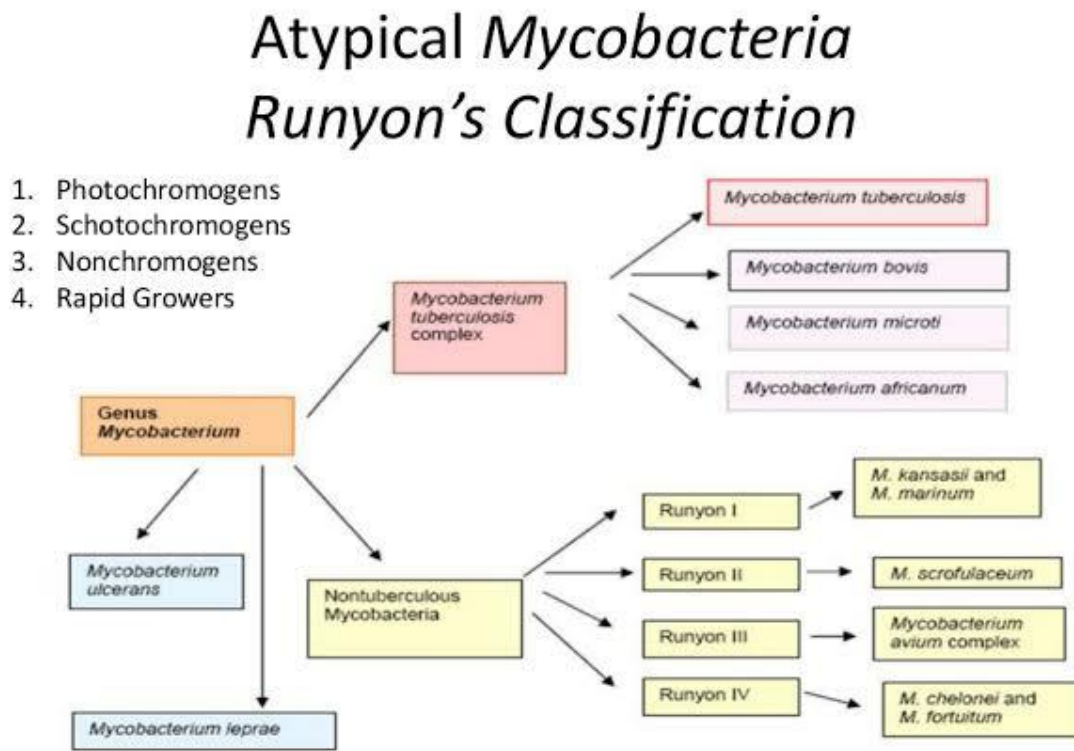 Atypical Mycobacteria
Runyon's Classification
1. Photochromogens
2. Schotochromogens
3. Nonchromogens
4. Rapid Growers
Mycobacterium tuberculosis
Mycobacterium bovis
Mycobacterium
tuberculosis
complex
Mycobacterium microti
Mycobacterium africanum
Genus
Mycobacterium
M. kansasii and
M. marinum
Runyon I
Mycobacterium
ulcerans
Nontuberculous
Mycobacteria
Runyon II
M. scrofulaceum
Runyon III
Mycobacterium
avium complex
Runyon IV
M. chelonei and
M. fortuitum
Mycobacterium leprae